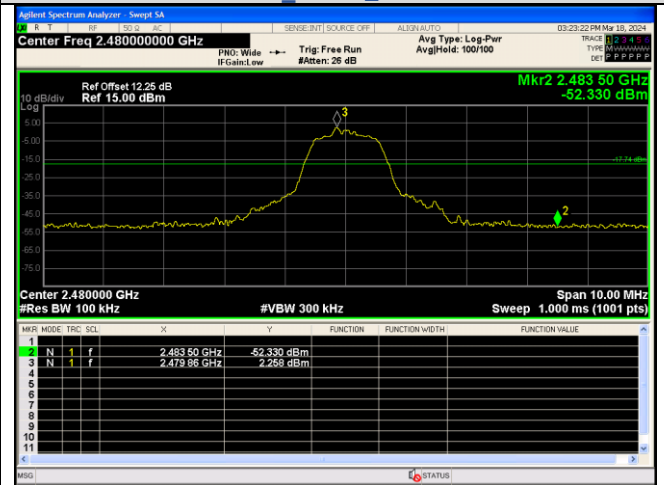 Agilent Spectrum Analyzer - Swept SA
R T RF 50 Ω AC SENSE:INT SOURCE OFF ALIGN AUTO 03:23:22 PM Mar 18, 2024
Center Freq 2.480000000 GHz
PNO: Wide
IFGain:Low
Trig: Free Run
#Atten: 26 dB
Avg Type: Log-Pwr
Avg|Hold: 100/100
TRACE 1 2 3 4 5 6
TYPE M W W W W W
DET P P P P P P
Mkr2 2.483 50 GHz
-52.330 dBm
Ref Offset 12.25 dB
10 dB/div Ref 15.00 dBm
Log
5.00
-5.00
-15.0
-25.0
-35.0
-45.0
-55.0
-65.0
-75.0
3
-17.74 dBm
2
Center 2.480000 GHz Span 10.00 MHz
#Res BW 100 kHz #VBW 300 kHz Sweep 1.000 ms (1001 pts)
MKR MODE TRC SCL X Y FUNCTION FUNCTION WIDTH FUNCTION VALUE
1
2 N 1 f 2.483 50 GHz -52.330 dBm
3 N 1 f 2.479 86 GHz 2.258 dBm
4
5
6
7
8
9
10
11
MSG STATUS